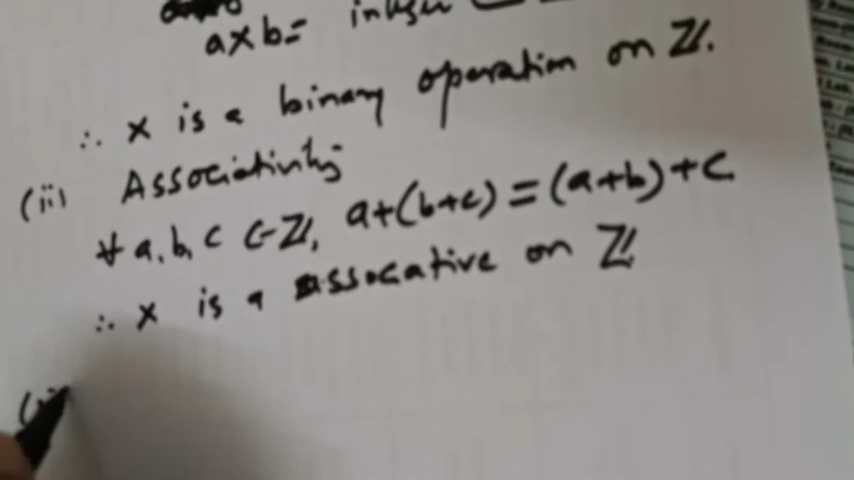 a×b= integer
∴ × is a binary operation on ℤ.
(ii) Associativity
∀ a, b, c ∈ ℤ, a+(b+c) = (a+b)+c
∴ × is a assocative on ℤ